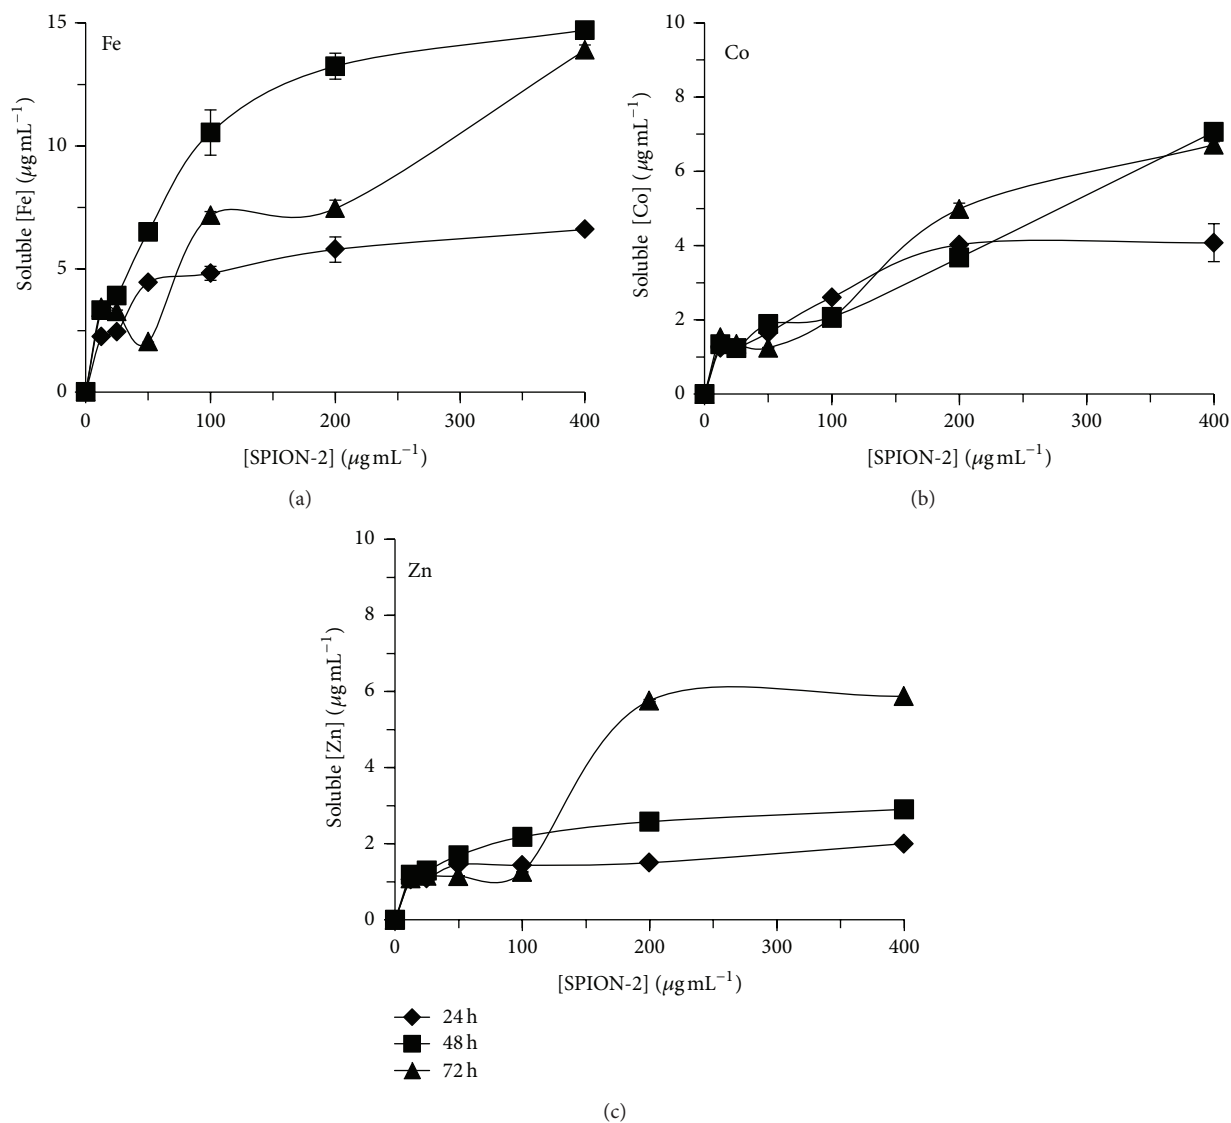 Fe
15
10
5
0
Soluble [Fe] (μg mL⁻¹)
0 100 200 300 400
[SPION-2] (μg mL⁻¹)
(a)
Co
10
8
6
4
2
0
Soluble [Co] (μg mL⁻¹)
0 100 200 300 400
[SPION-2] (μg mL⁻¹)
(b)
Zn
10
8
6
4
2
0
Soluble [Zn] (μg mL⁻¹)
0 100 200 300 400
[SPION-2] (μg mL⁻¹)
24 h
48 h
72 h
(c)